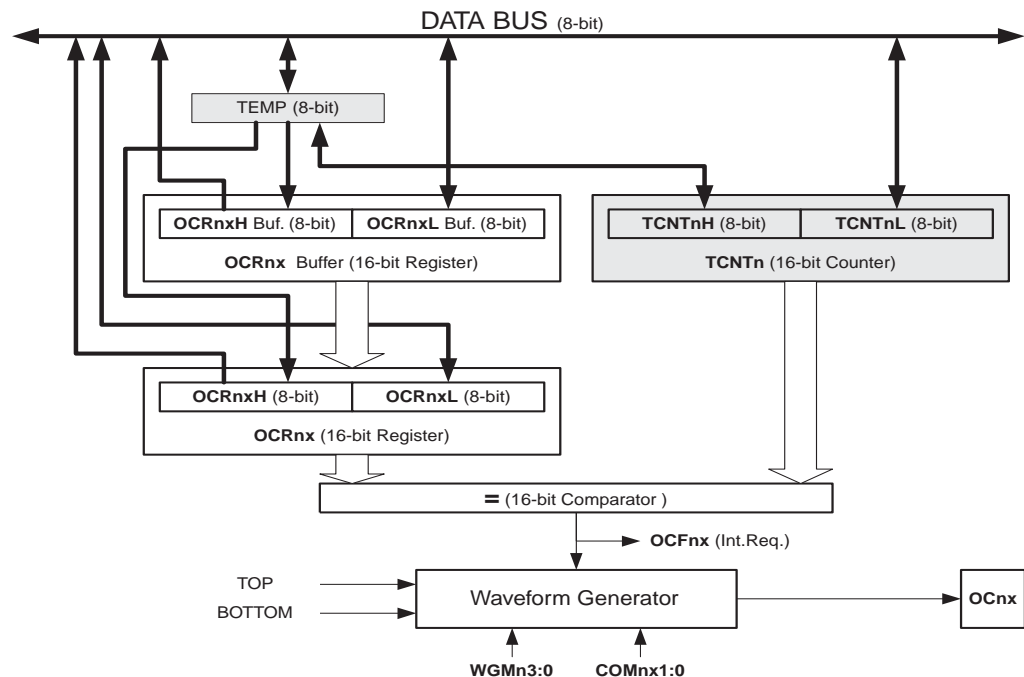 DATA BUS (8-bit)
TEMP (8-bit)
OCRnxH Buf. (8-bit) OCRnxL Buf. (8-bit)
OCRnx Buffer (16-bit Register)
TCNTnH (8-bit) TCNTnL (8-bit)
TCNTn (16-bit Counter)
OCRnxH (8-bit) OCRnxL (8-bit)
OCRnx (16-bit Register)
= (16-bit Comparator )
OCFnx (Int.Req.)
TOP
BOTTOM
Waveform Generator
OCnx
WGMn3:0 COMnx1:0